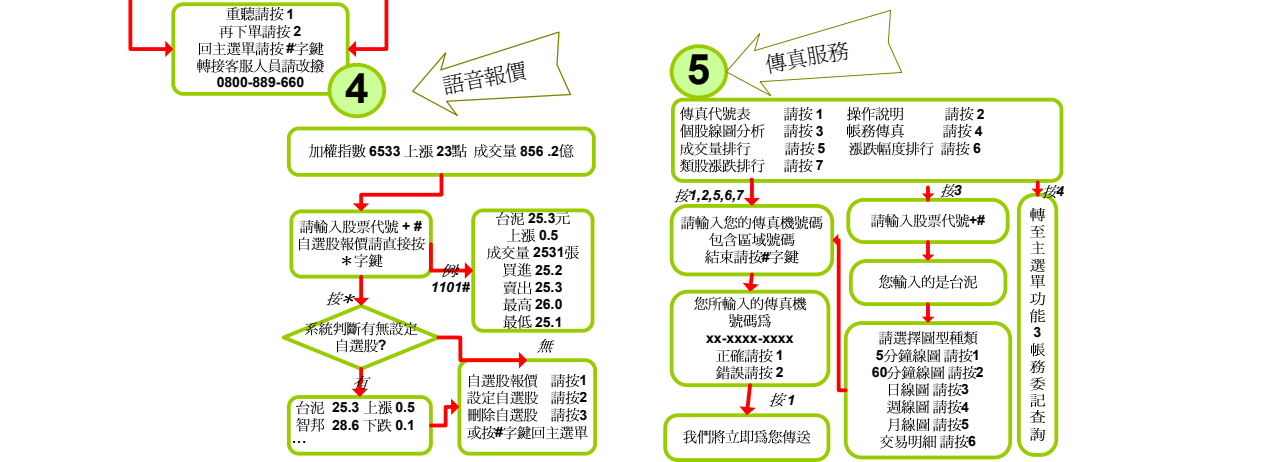 重聽請按 1
再下單請按 2
回主選單請按 #字鍵
轉接客服人員請改撥
0800-889-660
4
語音報價
加權指數 6533 上漲 23點 成交量 856 .2億
請輸入股票代號 + #
自選股報價請直接按
＊字鍵
例:
1101#
台泥 25.3元
上漲 0.5
成交量 2531張
買進 25.2
賣出 25.3
最高 26.0
最低 25.1
按＊
系統判斷有無設定
自選股?
無
有
台泥 25.3 上漲 0.5
智邦 28.6 下跌 0.1
…
自選股報價 請按1
設定自選股 請按2
刪除自選股 請按3
或按#字鍵回主選單
5
傳真服務
傳真代號表 請按 1 操作說明 請按 2
個股線圖分析 請按 3 帳務傳真 請按 4
成交量排行 請按 5 漲跌幅度排行 請按 6
類股漲跌排行 請按 7
按1,2,5,6,7
按3
按4
請輸入您的傳真機號碼
包含區域號碼
結束請按#字鍵
您所輸入的傳真機
號碼為
xx-xxxx-xxxx
正確請按 1
錯誤請按 2
按 1
我們將立即為您傳送
請輸入股票代號+#
您輸入的是台泥
請選擇圖型種類
5分鐘線圖 請按1
60分鐘線圖 請按2
日線圖 請按3
週線圖 請按4
月線圖 請按5
交易明細 請按6
轉至主選單功能3帳務委記查詢